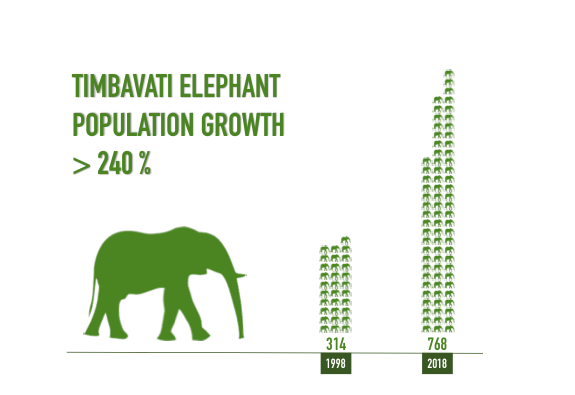 TIMBAVATI ELEPHANT
POPULATION GROWTH
> 240 %
314
768
1998
2018